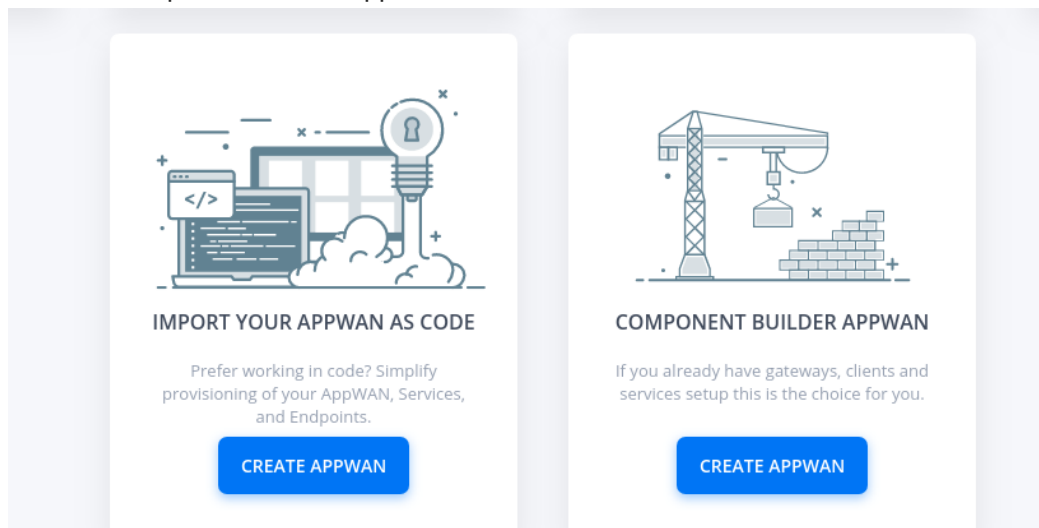 </>
IMPORT YOUR APPWAN AS CODE
Prefer working in code? Simplify
provisioning of your AppWAN, Services,
and Endpoints.
CREATE APPWAN
COMPONENT BUILDER APPWAN
If you already have gateways, clients and
services setup this is the choice for you.
CREATE APPWAN